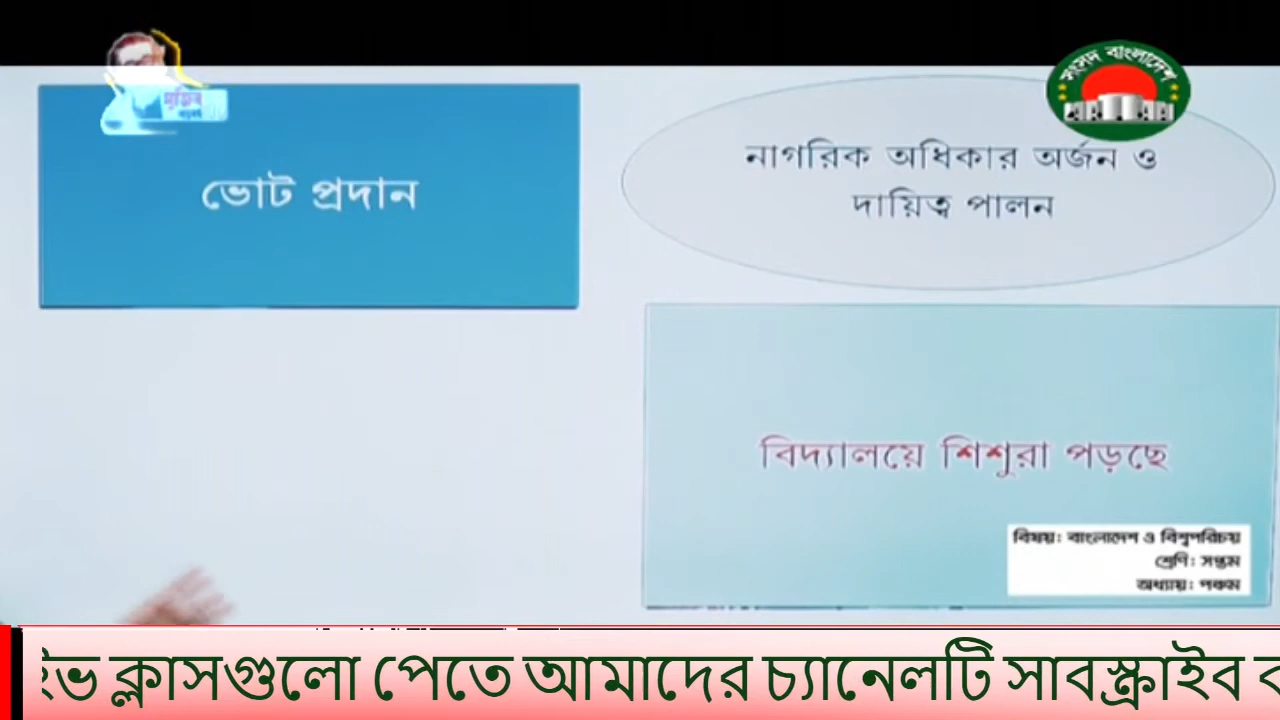 সংসদ বাংলাদেশ
মুজিব
ভোট প্রদান
নাগরিক অধিকার অর্জন ও
দায়িত্ব পালন
বিদ্যালয়ে শিশুরা পড়ছে
বিষয়: বাংলাদেশ ও বিশ্বপরিচয়
শ্রেণি: সপ্তম
অধ্যায়: পঞ্চম
ক্লাসগুলো পেতে আমাদের চ্যানেলটি সাবস্ক্রাইব